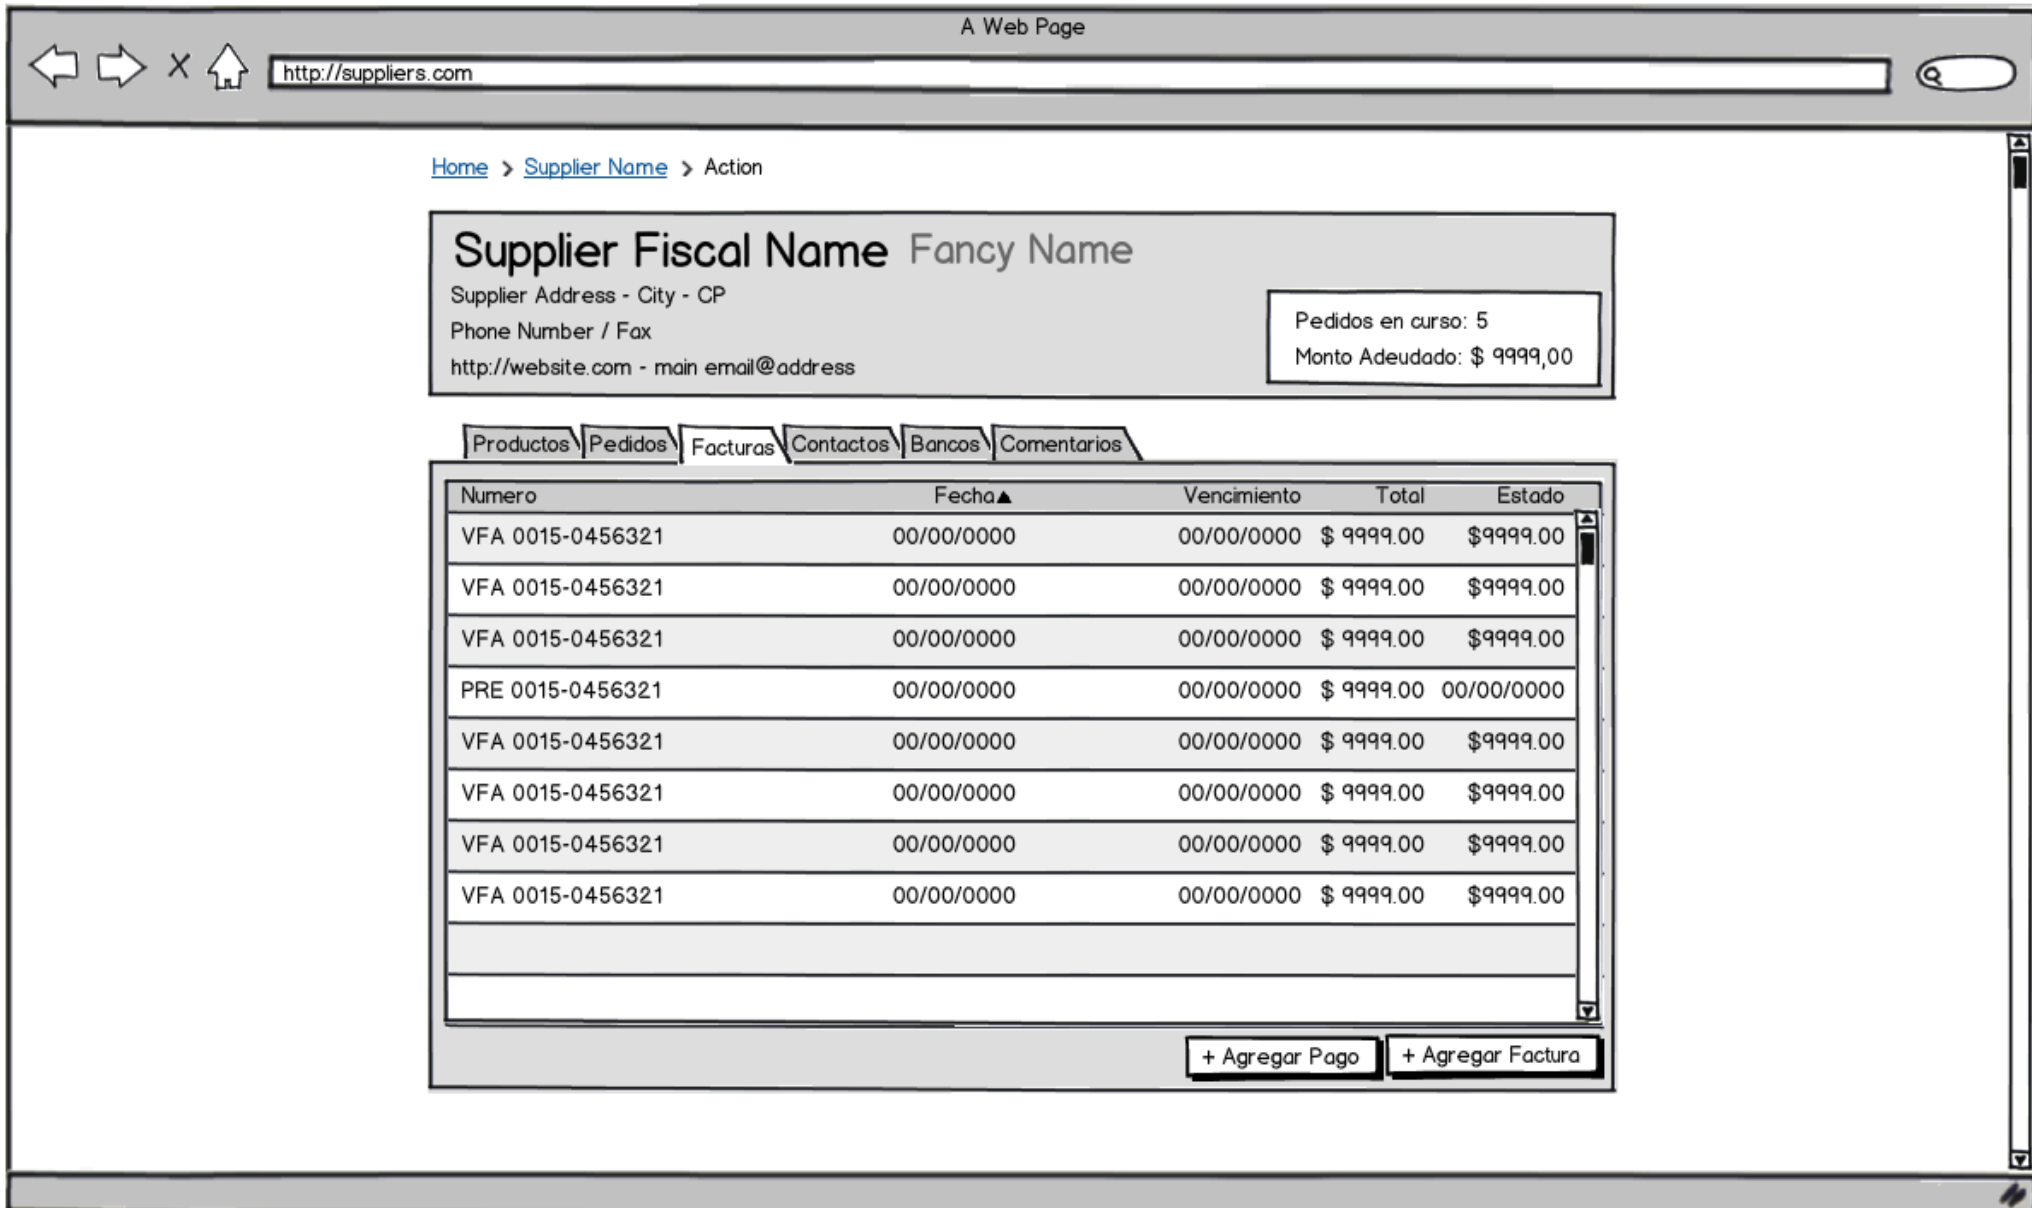 A Web Page
http://suppliers.com
Home > Supplier Name > Action
Supplier Fiscal Name Fancy Name
Supplier Address - City - CP
Phone Number / Fax
http://website.com - main email@address
Pedidos en curso: 5
Monto Adeudado: $ 9999,00
Productos Pedidos Facturas Contactos Bancos Comentarios
Numero Fecha▲ Vencimiento Total Estado
VFA 0015-0456321 00/00/0000 00/00/0000 $ 9999.00 $9999.00
VFA 0015-0456321 00/00/0000 00/00/0000 $ 9999.00 $9999.00
VFA 0015-0456321 00/00/0000 00/00/0000 $ 9999.00 $9999.00
PRE 0015-0456321 00/00/0000 00/00/0000 $ 9999.00 00/00/0000
VFA 0015-0456321 00/00/0000 00/00/0000 $ 9999.00 $9999.00
VFA 0015-0456321 00/00/0000 00/00/0000 $ 9999.00 $9999.00
VFA 0015-0456321 00/00/0000 00/00/0000 $ 9999.00 $9999.00
VFA 0015-0456321 00/00/0000 00/00/0000 $ 9999.00 $9999.00
+ Agregar Pago + Agregar Factura